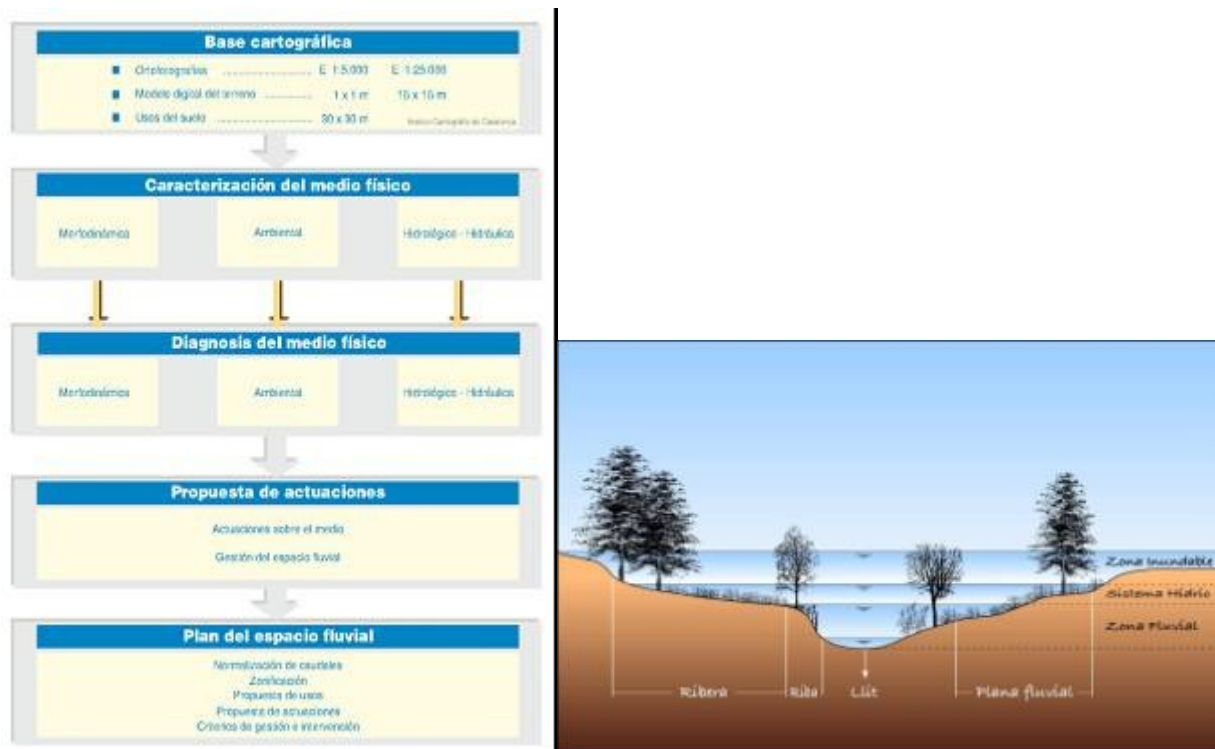 Base cartográfica
Ortofotografías E 1:5.000 E 1:25.000
Modelo digital del terreno 1 x 1 m 15 x 15 m
Usos del suelo 30 x 30 m
Caracterización del medio físico
Morfodinámica Ambiental Hidrológico - Hidráulica
Diagnosis del medio físico
Morfodinámica Ambiental Hidrológico - Hidráulica
Propuesta de actuaciones
Actuaciones sobre el medio
Gestión del espacio fluvial
Plan del espacio fluvial
Normalización de caudales
Zonificación
Propuesta de usos
Propuesta de actuaciones
Criterios de gestión e intervención
Zona Inundable
Sistema Hídric
Zona Fluvial
Ribera Riba Llit Plana fluvial